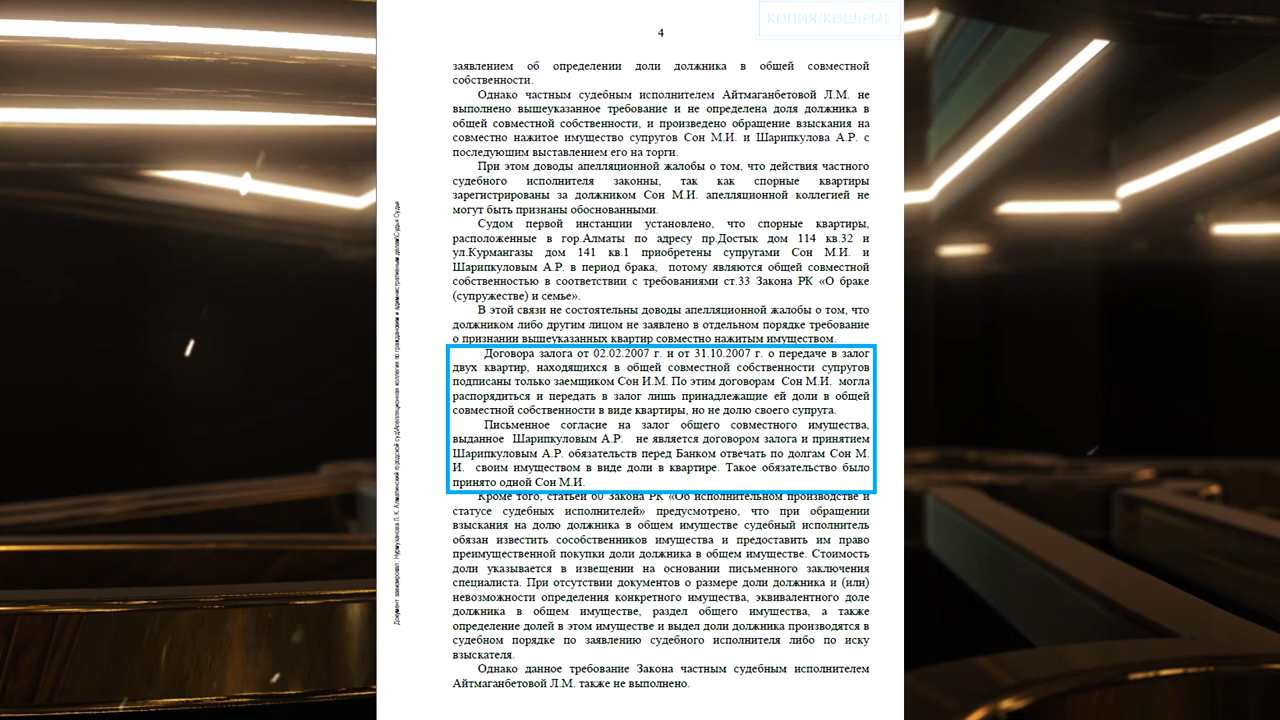 КОПИЯ/КОШІРМЕ
4
заявлением об определении доли должника в общей совместной
собственности.
Однако частным судебным исполнителем Айтмаганбетовой Л.М. не
выполнено вышеуказанное требование и не определена доля должника в
общей совместной собственности, и произведено обращение взыскания на
совместно нажитое имущество супругов Сон М.И. и Шарипкулова А.Р. с
последующим выставлением его на торги.
При этом доводы апелляционной жалобы о том, что действия частного
судебного исполнителя законны, так как спорные квартиры
зарегистрированы за должником Сон М.И. апелляционной коллегией не
могут быть признаны обоснованными.
Судом первой инстанции установлено, что спорные квартиры,
расположенные в гор.Алматы по адресу пр.Достык дом 114 кв.32 и
ул.Курмангазы дом 141 кв.1 приобретены супругами Сон М.И. и
Шарипкуловым А.Р. в период брака, потому являются общей совместной
собственностью в соответствии с требованиями ст.33 Закона РК «О браке
(супружестве) и семье».
В этой связи не состоятельны доводы апелляционной жалобы о том, что
должником либо другим лицом не заявлено в отдельном порядке требование
о признании вышеуказанных квартир совместно нажитым имуществом.
Договора залога от 02.02.2007 г. и от 31.10.2007 г. о передаче в залог
двух квартир, находящихся в общей совместной собственности супругов
подписаны только заемщиком Сон И.М. По этим договорам Сон М.И. могла
распорядиться и передать в залог лишь принадлежащие ей доли в общей
совместной собственности в виде квартиры, но не долю своего супруга.
Письменное согласие на залог общего совместного имущества,
выданное Шарипкуловым А.Р. не является договором залога и принятием
Шарипкуловым А.Р. обязательств перед Банком отвечать по долгам Сон М.
И. своим имуществом в виде доли в квартире. Такое обязательство было
принято одной Сон М.И.
Кроме того, статьей 60 Закона РК «Об исполнительном производстве и
статусе судебных исполнителей» предусмотрено, что при обращении
взыскания на долю должника в общем имуществе судебный исполнитель
обязан известить сособственников имущества и предоставить им право
преимущественной покупки доли должника в общем имуществе. Стоимость
доли указывается в извещении на основании письменного заключения
специалиста. При отсутствии документов о размере доли должника и (или)
невозможности определения конкретного имущества, эквивалентного доле
должника в общем имуществе, раздел общего имущества, а также
определение долей в этом имуществе и выдел доли должника производятся в
судебном порядке по заявлению судебного исполнителя либо по иску
взыскателя.
Однако данное требование Закона частным судебным исполнителем
Айтмаганбетовой Л.М. также не выполнено.